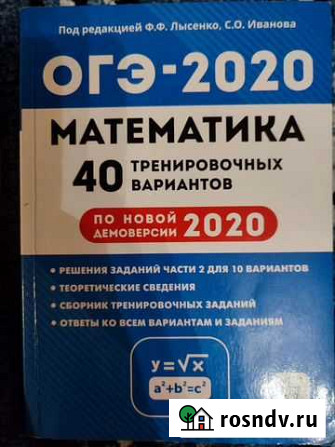 Под редакцией Ф.Ф. Лысенко, С.О. Иванова
ОГЭ-2020
МАТЕМАТИКА
40 ТРЕНИРОВОЧНЫХ
ВАРИАНТОВ
ПО НОВОЙ
ДЕМОВЕРСИИ 2020
• РЕШЕНИЯ ЗАДАНИЙ ЧАСТИ 2 ДЛЯ 10 ВАРИАНТОВ
• ТЕОРЕТИЧЕСКИЕ СВЕДЕНИЯ
• СБОРНИК ТРЕНИРОВОЧНЫХ ЗАДАНИЙ
• ОТВЕТЫ КО ВСЕМ ВАРИАНТАМ И ЗАДАНИЯМ
y=√x
a²+b²=c²
rosndv.ru